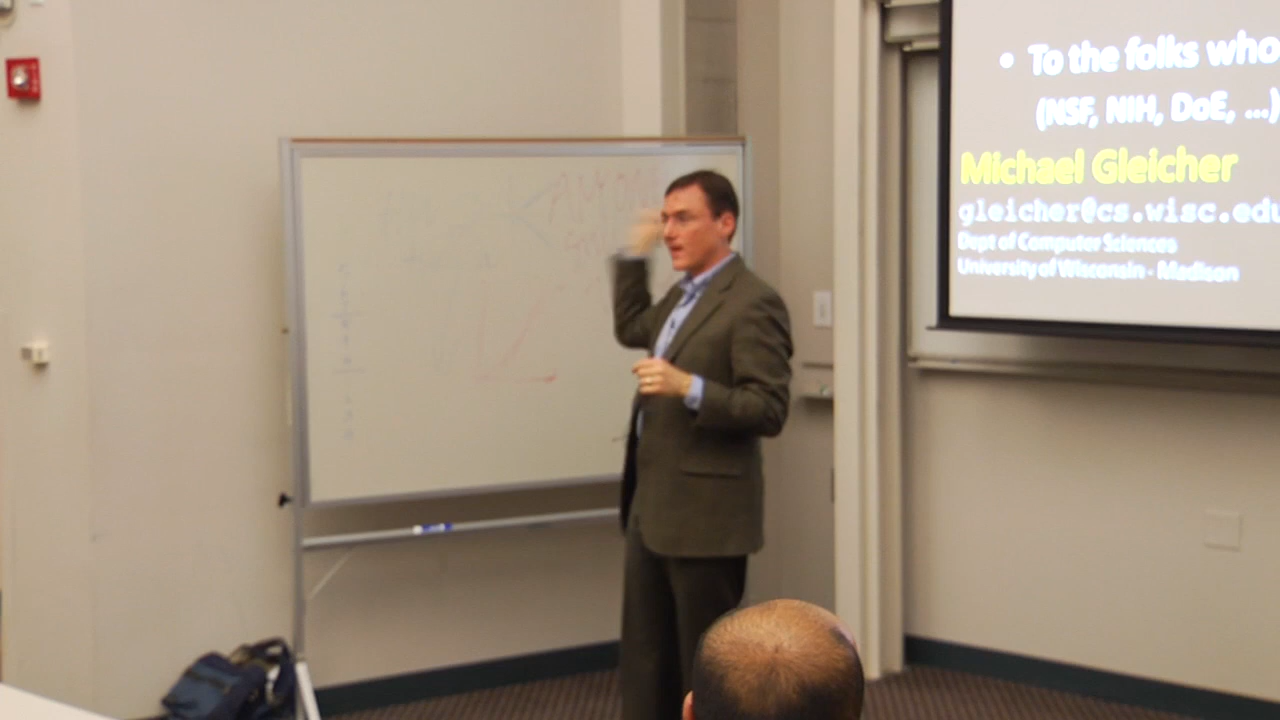 • To the folks who
(NSF, NIH, DoE, ...)
Michael Gleicher
gleicher@cs.wisc.edu
Dept of Computer Sciences
University of Wisconsin - Madison